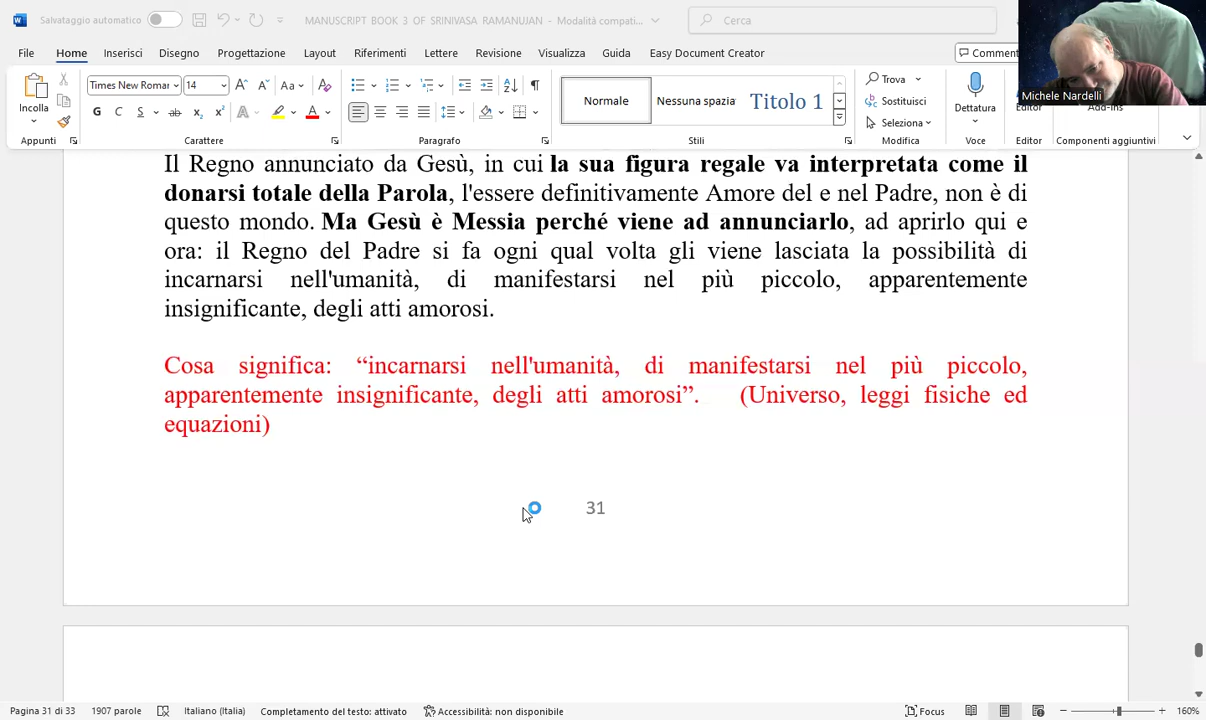 Salvataggio automatico
MANUSCRIPT BOOK 3 OF SRINIVASA RAMANUJAN - Modalità compati...
Cerca
File Home Inserisci Disegno Progettazione Layout Riferimenti Lettere Revisione Visualizza Guida Easy Document Creator Comment
Times New Romar 14
Incolla
G C S ab x₂ x² A A
Normale Nessuna spazia Titolo 1
Trova
Sostituisci
Seleziona
Dettatura
Editor
Add-ins
Michele Nardelli
Appunti Carattere Paragrafo Stili Modifica Voce Editor Componenti aggiuntivi
Il Regno annunciato da Gesù, in cui la sua figura regale va interpretata come il
donarsi totale della Parola, l'essere definitivamente Amore del e nel Padre, non è di
questo mondo. Ma Gesù è Messia perché viene ad annunciarlo, ad aprirlo qui e
ora: il Regno del Padre si fa ogni qual volta gli viene lasciata la possibilità di
incarnarsi nell'umanità, di manifestarsi nel più piccolo, apparentemente
insignificante, degli atti amorosi.
Cosa significa: “incarnarsi nell'umanità, di manifestarsi nel più piccolo,
apparentemente insignificante, degli atti amorosi”. (Universo, leggi fisiche ed
equazioni)
31
Pagina 31 di 33 1907 parole Italiano (Italia) Completamento del testo: attivato Accessibilità: non disponibile Focus 160%